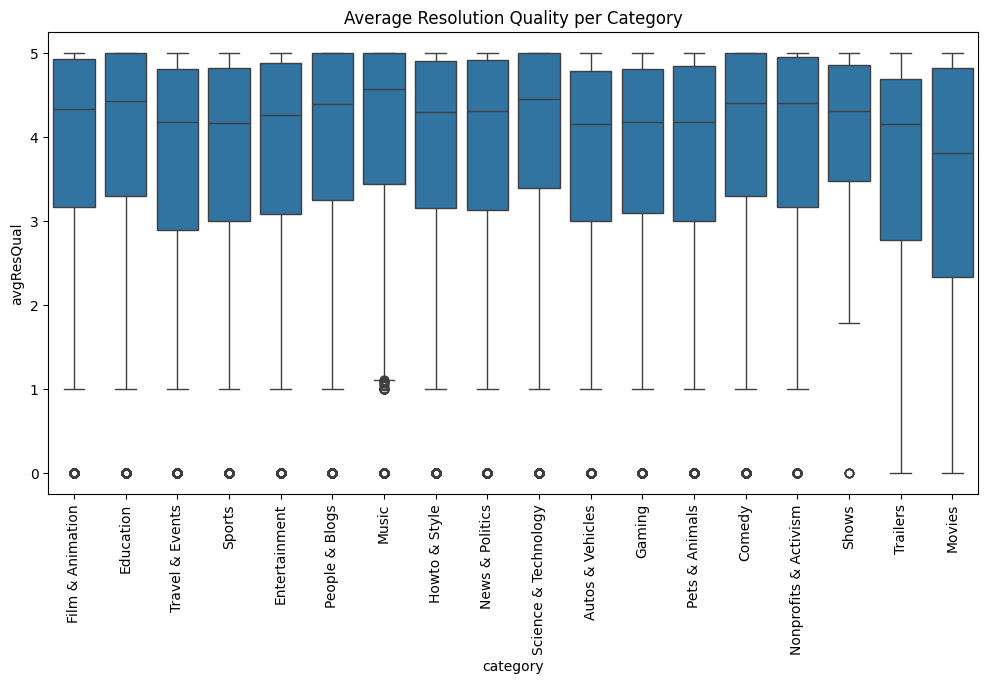 Average Resolution Quality per Category
avgResQual
5
4
3
2
1
0
Film & Animation
Education
Travel & Events
Sports
Entertainment
People & Blogs
Music
Howto & Style
News & Politics
Science & Technology
Autos & Vehicles
Gaming
Pets & Animals
Comedy
Nonprofits & Activism
Shows
Trailers
Movies
category